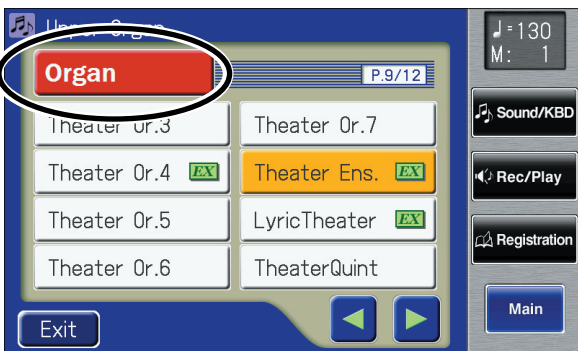 Upper Organ
Organ
P.9/12
Theater Or.3
Theater Or.7
Theater Or.4 EX
Theater Ens. EX
Theater Or.5
LyricTheater EX
Theater Or.6
TheaterQuint
Exit
♩=130
M: 1
Sound/KBD
Rec/Play
Registration
Main